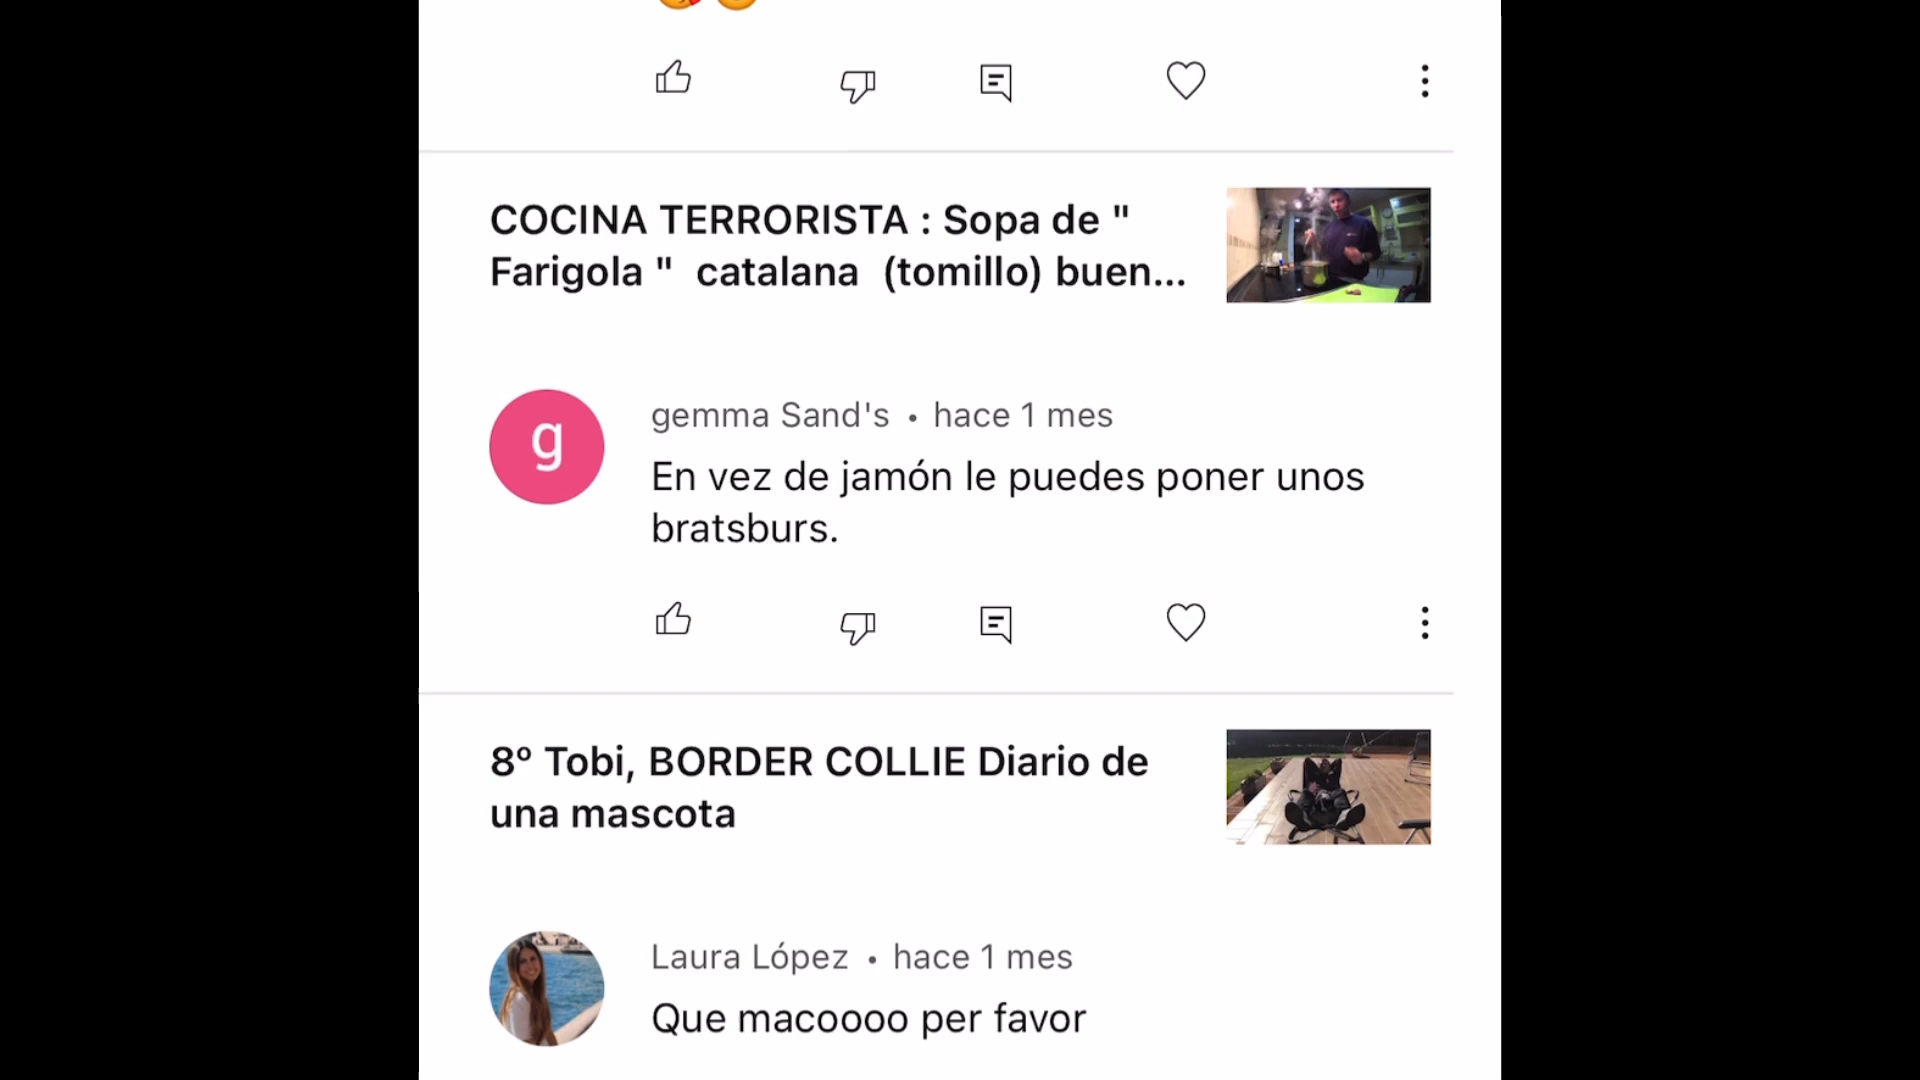 COCINA TERRORISTA : Sopa de "
Farigola "  catalana  (tomillo) buen...
g
gemma Sand's • hace 1 mes
En vez de jamón le puedes poner unos
bratsburs.
8º Tobi, BORDER COLLIE Diario de
una mascota
Laura López • hace 1 mes
Que macoooo per favor